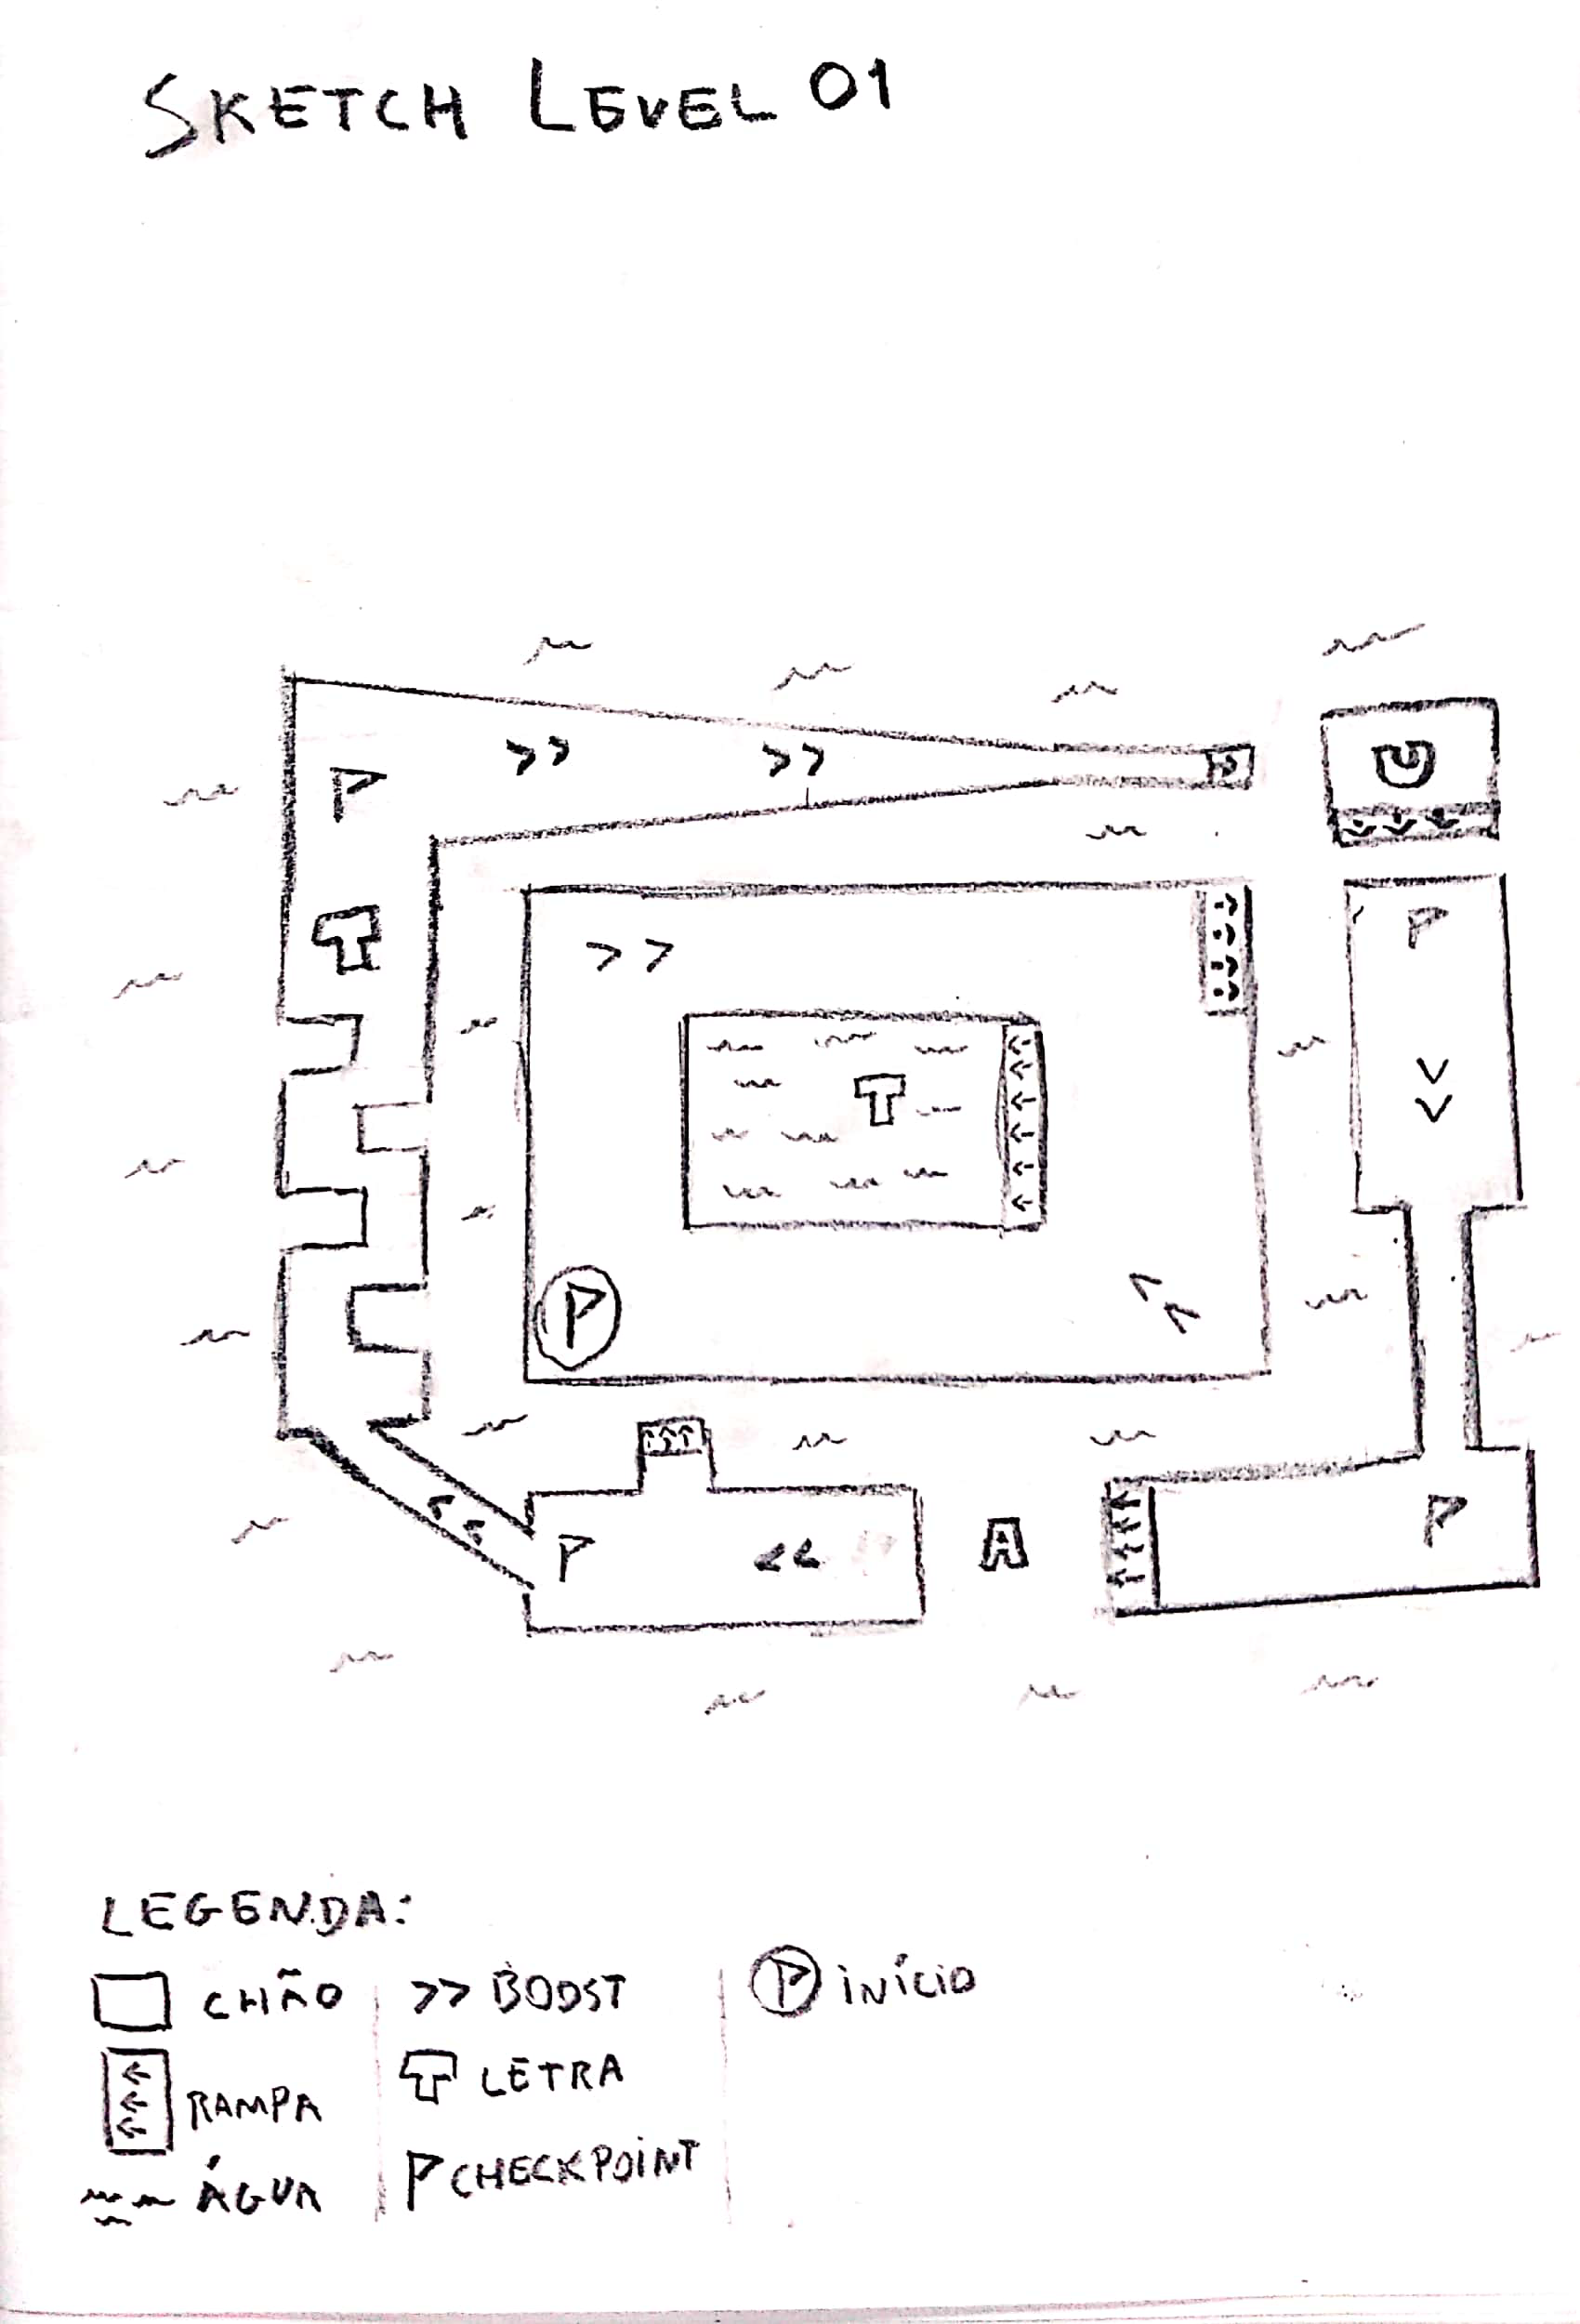 SKETCH LEVEL 01
P >> >> U
T >> P
T
P
P << A P
LEGENDA:
CHÃO >> BOOST P INÍCIO
RAMPA T LETRA
ÁGUA P CHECKPOINT